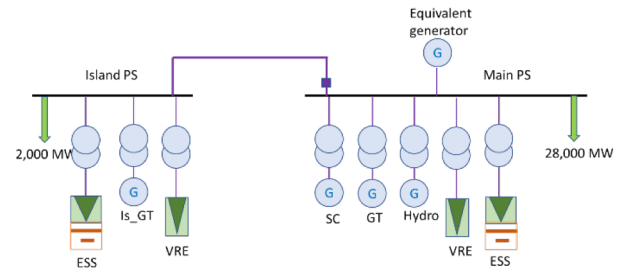 Equivalent
generator
G
Island PS
Main PS
2,000 MW
28,000 MW
G
G
G
G
Is_GT
SC
GT
Hydro
VRE
VRE
ESS
ESS